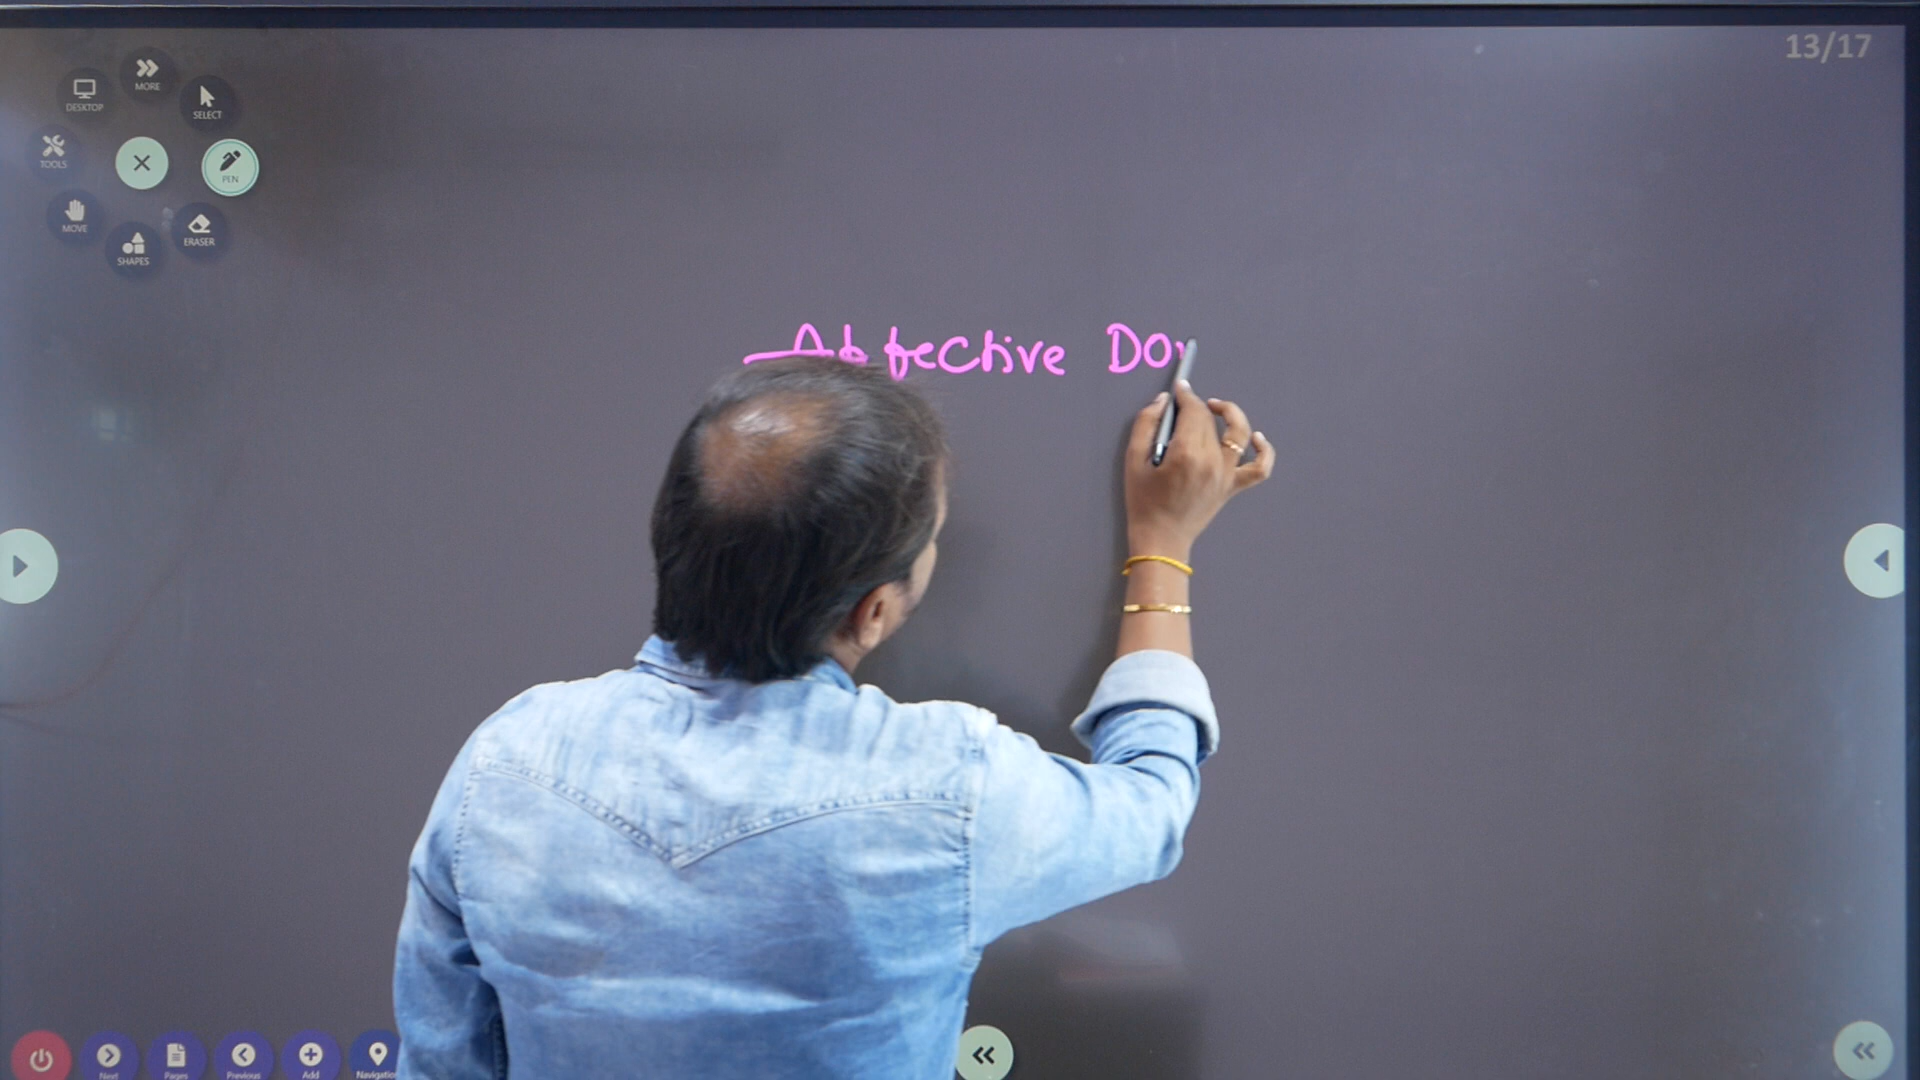 13/17
MORE
DESKTOP
SELECT
TOOLS
PEN
MOVE
ERASER
SHAPES
Affective Do
Next
Pages
Previous
Add
Navigation